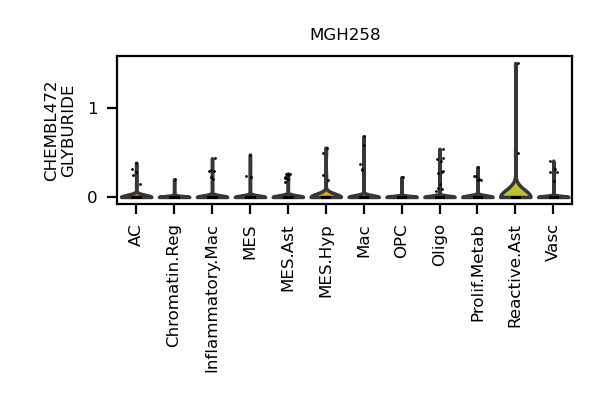 MGH258
CHEMBL472
GLYBURIDE
1
0
AC
Chromatin.Reg
Inflammatory.Mac
MES
MES.Ast
MES.Hyp
Mac
OPC
Oligo
Prolif.Metab
Reactive.Ast
Vasc